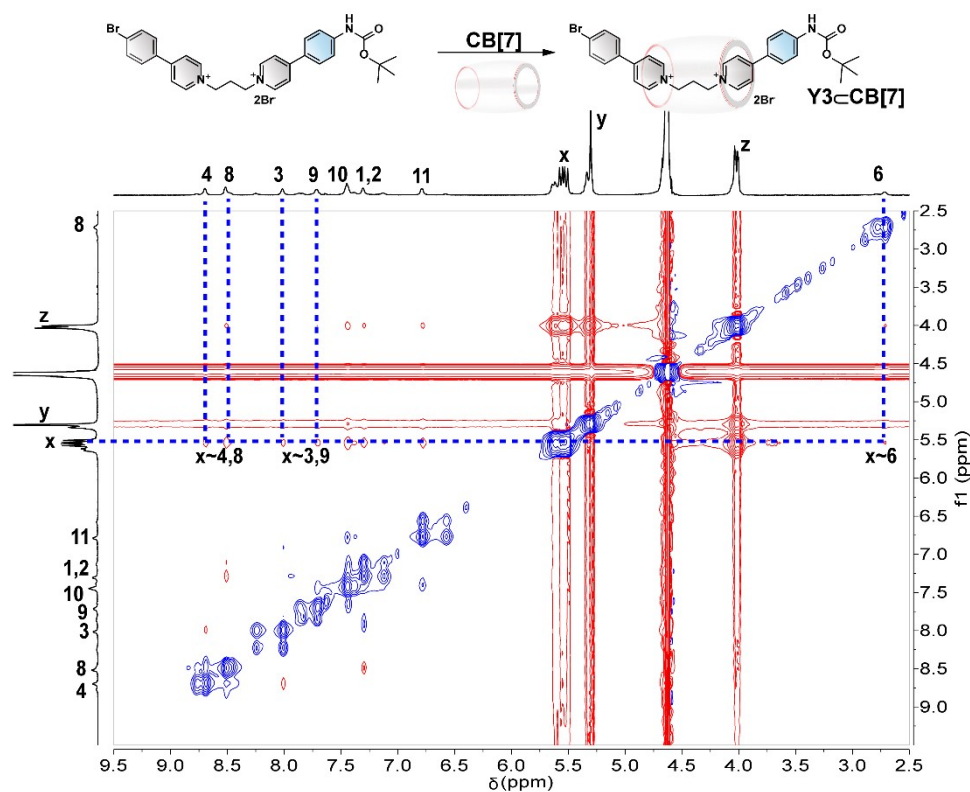 Br
NH
O
O
CB[7]
N⁺
⁺N
2Br
Br
NH
O
O
N⁺
⁺N
2Br
Y3⊂CB[7]
4 8 3 9 10 1,2 11 x y z 6
8
z
y
x
11
1,2
10
9
3
8
4
x~4,8 x~3,9 x~6
2.5
3.0
3.5
4.0
4.5
5.0
5.5
6.0
6.5
7.0
7.5
8.0
8.5
9.0
f1 (ppm)
9.5 9.0 8.5 8.0 7.5 7.0 6.5 6.0 5.5 5.0 4.5 4.0 3.5 3.0 2.5
δ(ppm)